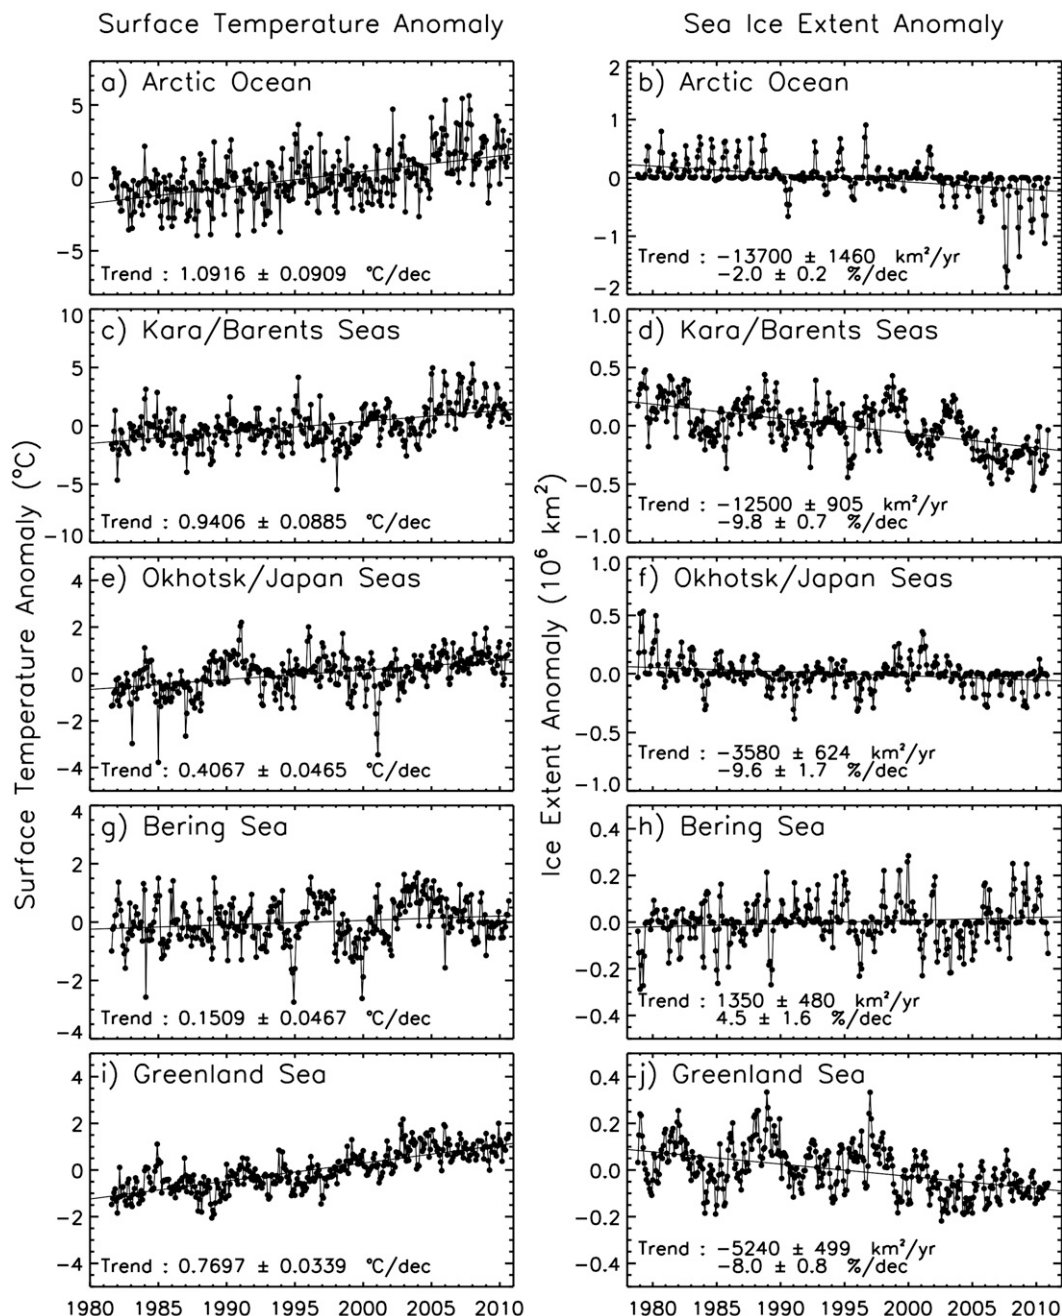 Surface Temperature Anomaly
Sea Ice Extent Anomaly
a) Arctic Ocean
5
0
-5
Trend : 1.0916 ± 0.0909 °C/dec
b) Arctic Ocean
2
1
0
-1
-2
Trend : -13700 ± 1460 km²/yr
-2.0 ± 0.2 %/dec
c) Kara/Barents Seas
10
5
0
-5
-10
Trend : 0.9406 ± 0.0885 °C/dec
d) Kara/Barents Seas
1.0
0.5
0.0
-0.5
-1.0
Trend : -12500 ± 905 km²/yr
-9.8 ± 0.7 %/dec
Surface Temperature Anomaly (°C)
Ice Extent Anomaly (10⁶ km²)
e) Okhotsk/Japan Seas
4
2
0
-2
-4
Trend : 0.4067 ± 0.0465 °C/dec
f) Okhotsk/Japan Seas
1.0
0.5
0.0
-0.5
-1.0
Trend : -3580 ± 624 km²/yr
-9.6 ± 1.7 %/dec
g) Bering Sea
4
2
0
-2
-4
Trend : 0.1509 ± 0.0467 °C/dec
h) Bering Sea
0.4
0.2
0.0
-0.2
-0.4
Trend : 1350 ± 480 km²/yr
4.5 ± 1.6 %/dec
i) Greenland Sea
4
2
0
-2
-4
Trend : 0.7697 ± 0.0339 °C/dec
1980 1985 1990 1995 2000 2005 2010
j) Greenland Sea
0.4
0.2
0.0
-0.2
-0.4
Trend : -5240 ± 499 km²/yr
-8.0 ± 0.8 %/dec
1980 1985 1990 1995 2000 2005 2010